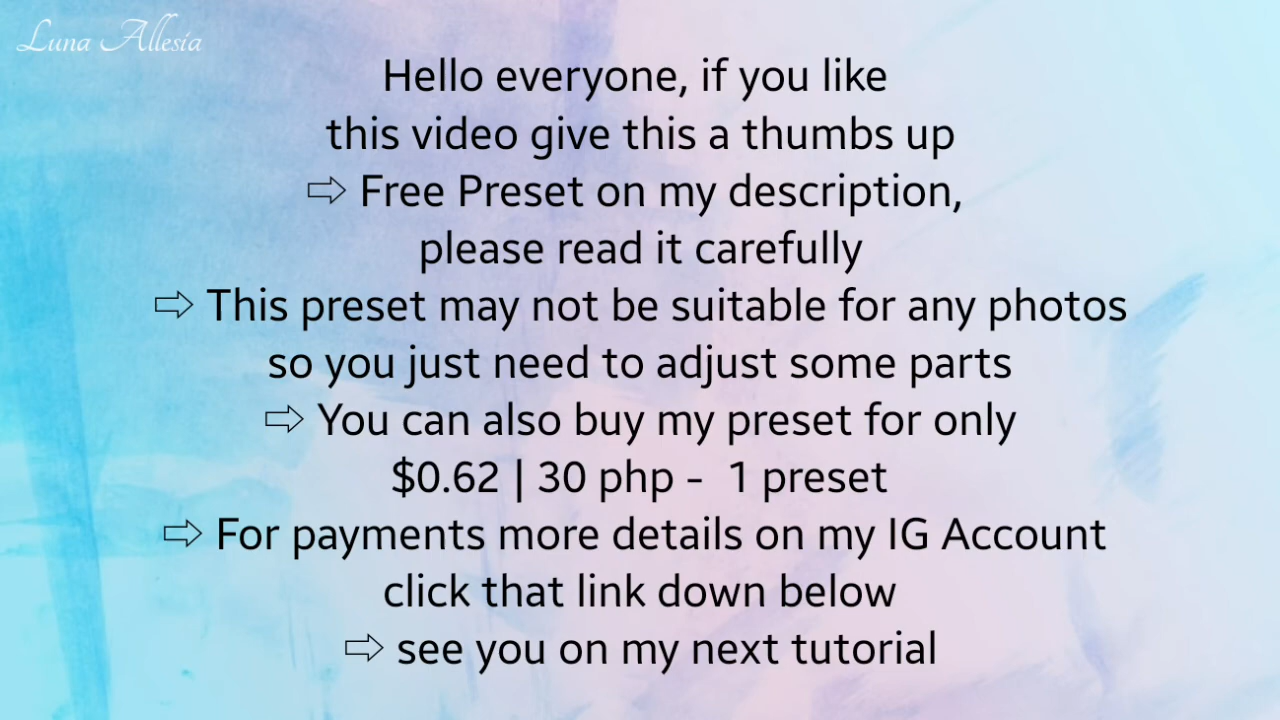 Luna Allesia
Hello everyone, if you like
this video give this a thumbs up
⇨ Free Preset on my description,
please read it carefully
⇨ This preset may not be suitable for any photos
so you just need to adjust some parts
⇨ You can also buy my preset for only
$0.62 | 30 php -  1 preset
⇨ For payments more details on my IG Account
click that link down below
⇨ see you on my next tutorial